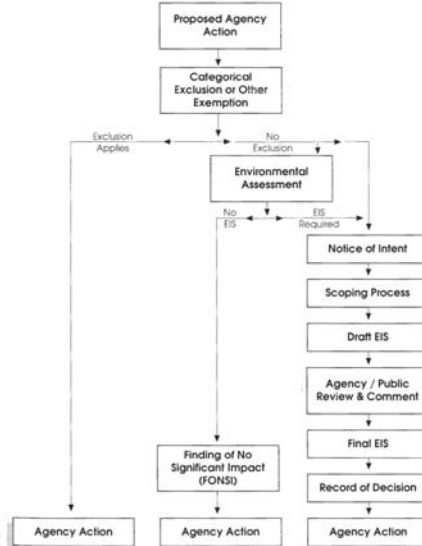 Proposed Agency
Action
Categorical
Exclusion or Other
Exemption
Exclusion
Applies
No
Exclusion
Environmental
Assessment
No
EIS
EIS
Required
Notice of Intent
Scoping Process
Draft EIS
Agency / Public
Review & Comment
Final EIS
Finding of No
Significant Impact
(FONSI)
Record of Decision
Agency Action
Agency Action
Agency Action